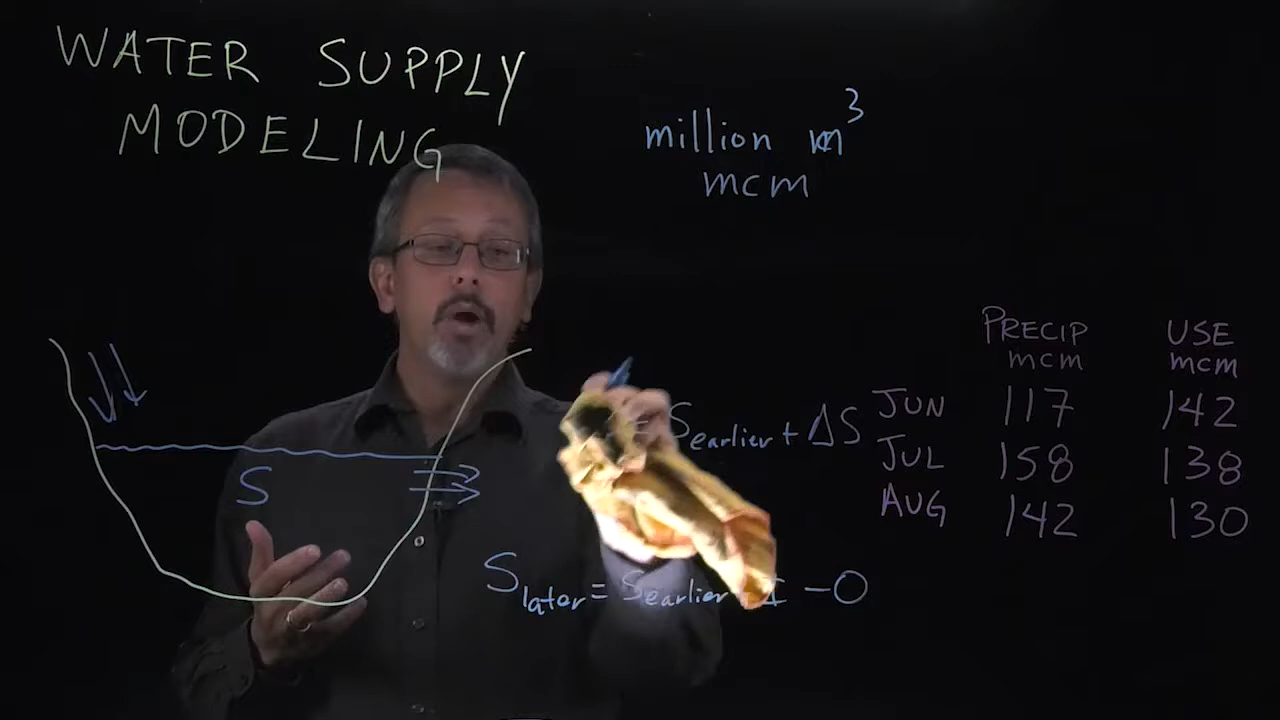 WATER SUPPLY
MODELING
million m³
mcm
PRECIP USE
mcm mcm
JUN 117 142
JUL 158 138
AUG 142 130
= Searlier + ΔS
S
Slater = Searlier I - O